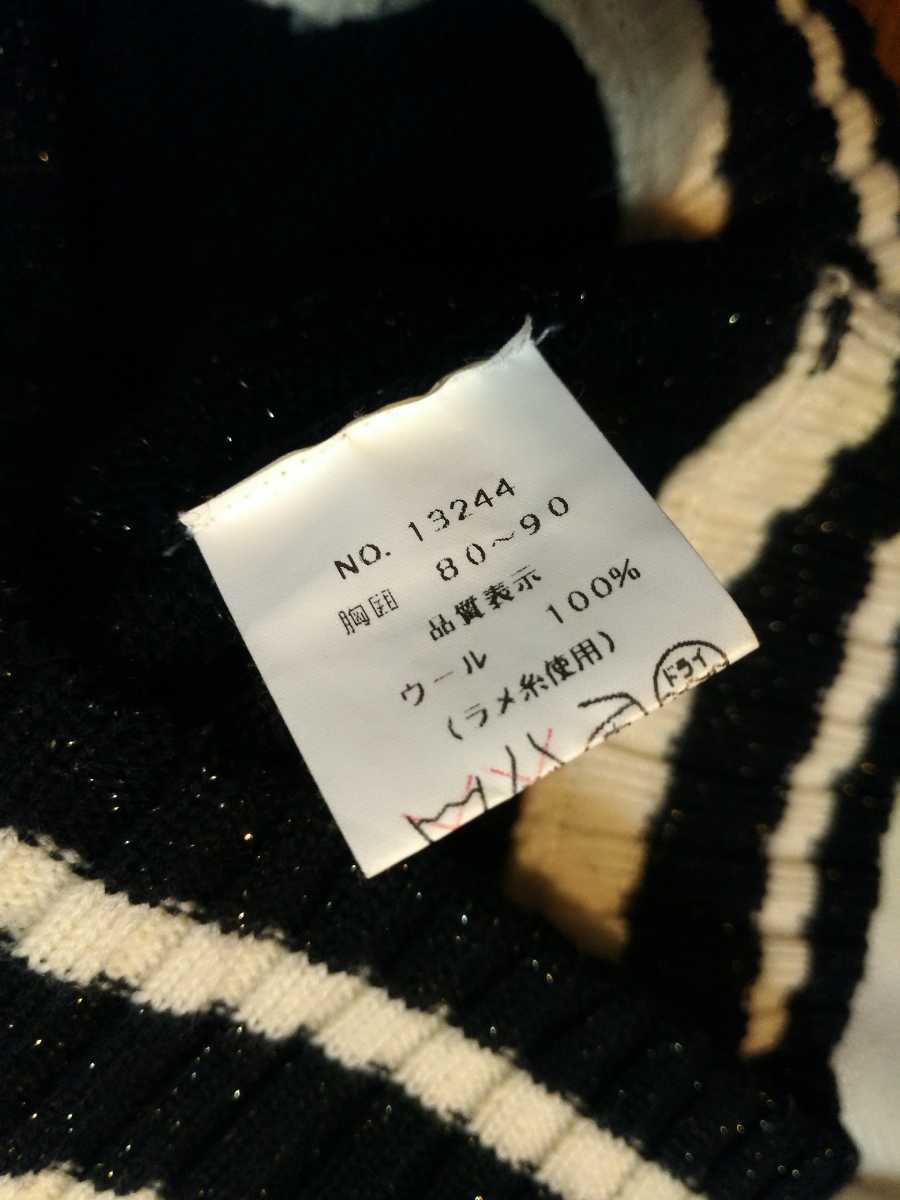 NO. 13244
胸囲 80～90
品質表示
ウール 100%
(ラメ糸使用)
ドライ